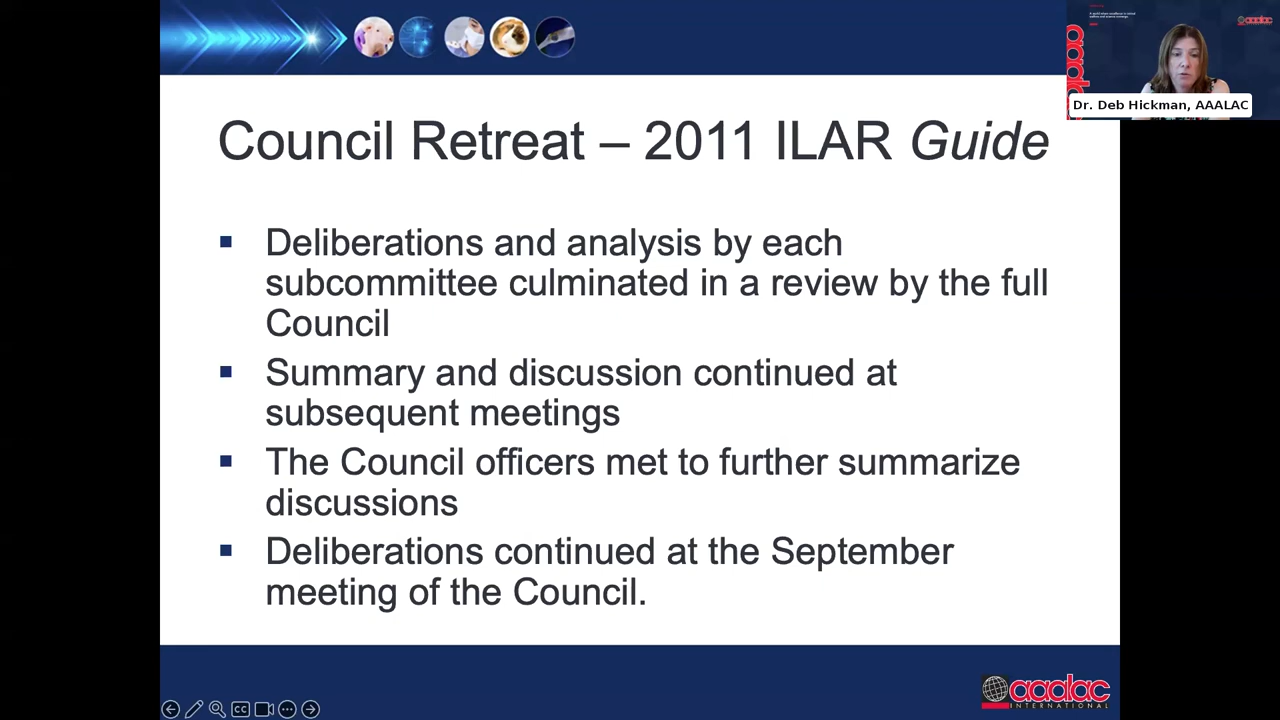 Council Retreat – 2011 ILAR Guide
Dr. Deb Hickman, AAALAC
▪ Deliberations and analysis by each
subcommittee culminated in a review by the full
Council
▪ Summary and discussion continued at
subsequent meetings
▪ The Council officers met to further summarize
discussions
▪ Deliberations continued at the September
meeting of the Council.
CC
aaalac
INTERNATIONAL